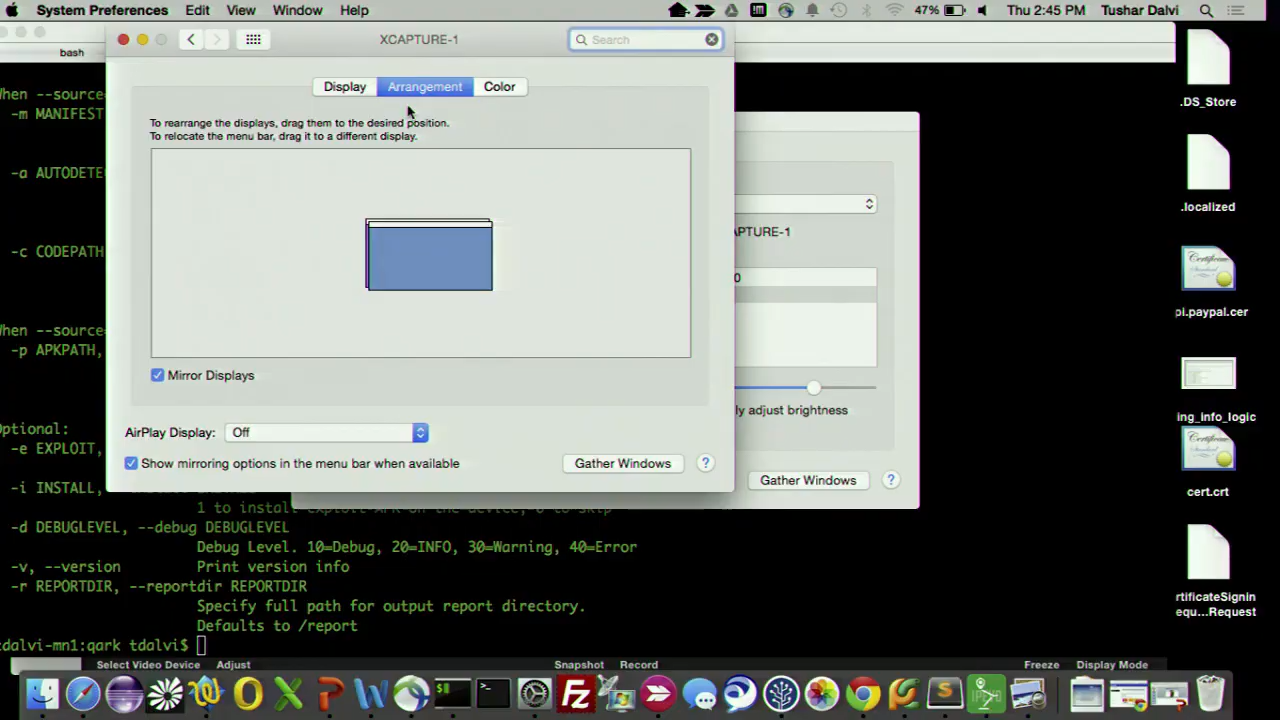 System Preferences Edit View Window Help
47% Thu 2:45 PM Tushar Dalvi
bash
XCAPTURE-1
Search
Display Arrangement Color
To rearrange the displays, drag them to the desired position.
To relocate the menu bar, drag it to a different display.
Mirror Displays
AirPlay Display: Off
Show mirroring options in the menu bar when available
Gather Windows ?
APTURE-1
0
ly adjust brightness
Gather Windows ?
When --source=
-m MANIFEST
-a AUTODETE
-c CODEPATH
When --source=
-p APKPATH,
Optional:
-e EXPLOIT,
-i INSTALL,
1 to install exploit APK on the device, 0 to skip
-d DEBUGLEVEL, --debug DEBUGLEVEL
Debug Level. 10=Debug, 20=INFO, 30=Warning, 40=Error
-v, --version Print version info
-r REPORTDIR, --reportdir REPORTDIR
Specify full path for output report directory.
Defaults to /report
tdalvi-mn1:qark tdalvi$
.DS_Store
.localized
pi.paypal.cer
ing_info_logic
cert.crt
rtificateSignin
equ...Request
Select Video Device Adjust Snapshot Record Freeze Display Mode